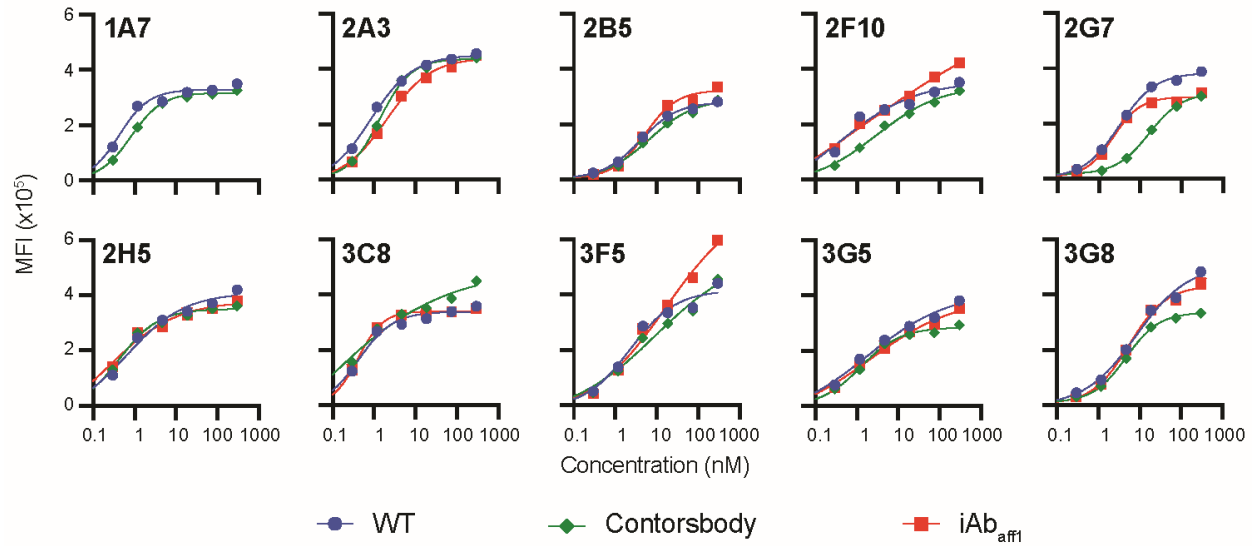 1A7 2A3 2B5 2F10 2G7
6
4
2
0
MFI (x10⁵)
2H5 3C8 3F5 3G5 3G8
6
4
2
0
0.1 1 10 100 1000 0.1 1 10 100 1000 0.1 1 10 100 1000 0.1 1 10 100 1000 0.1 1 10 100 1000
Concentration (nM)
WT Contorsbody iAbaff1